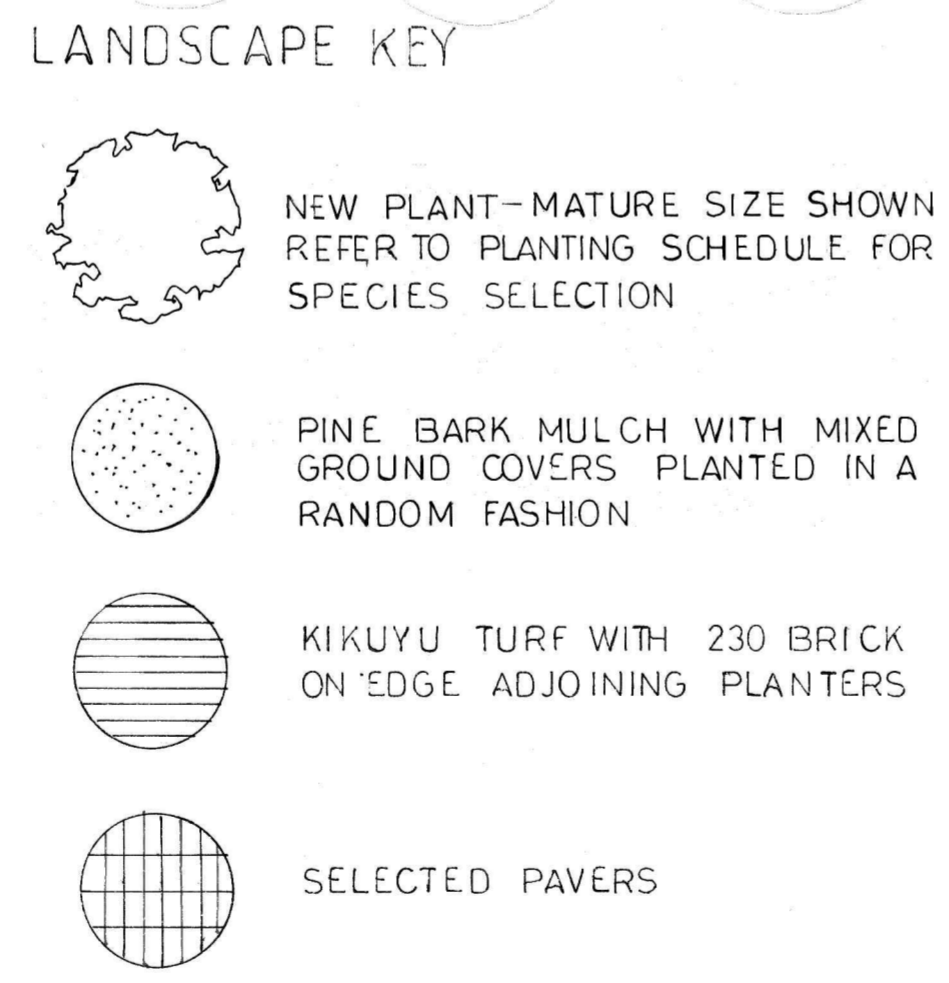 LANDSCAPE KEY
NEW PLANT-MATURE SIZE SHOWN
REFER TO PLANTING SCHEDULE FOR
SPECIES SELECTION
PINE BARK MULCH WITH MIXED
GROUND COVERS PLANTED IN A
RANDOM FASHION
KIKUYU TURF WITH 230 BRICK
ON EDGE ADJOINING PLANTERS
SELECTED PAVERS